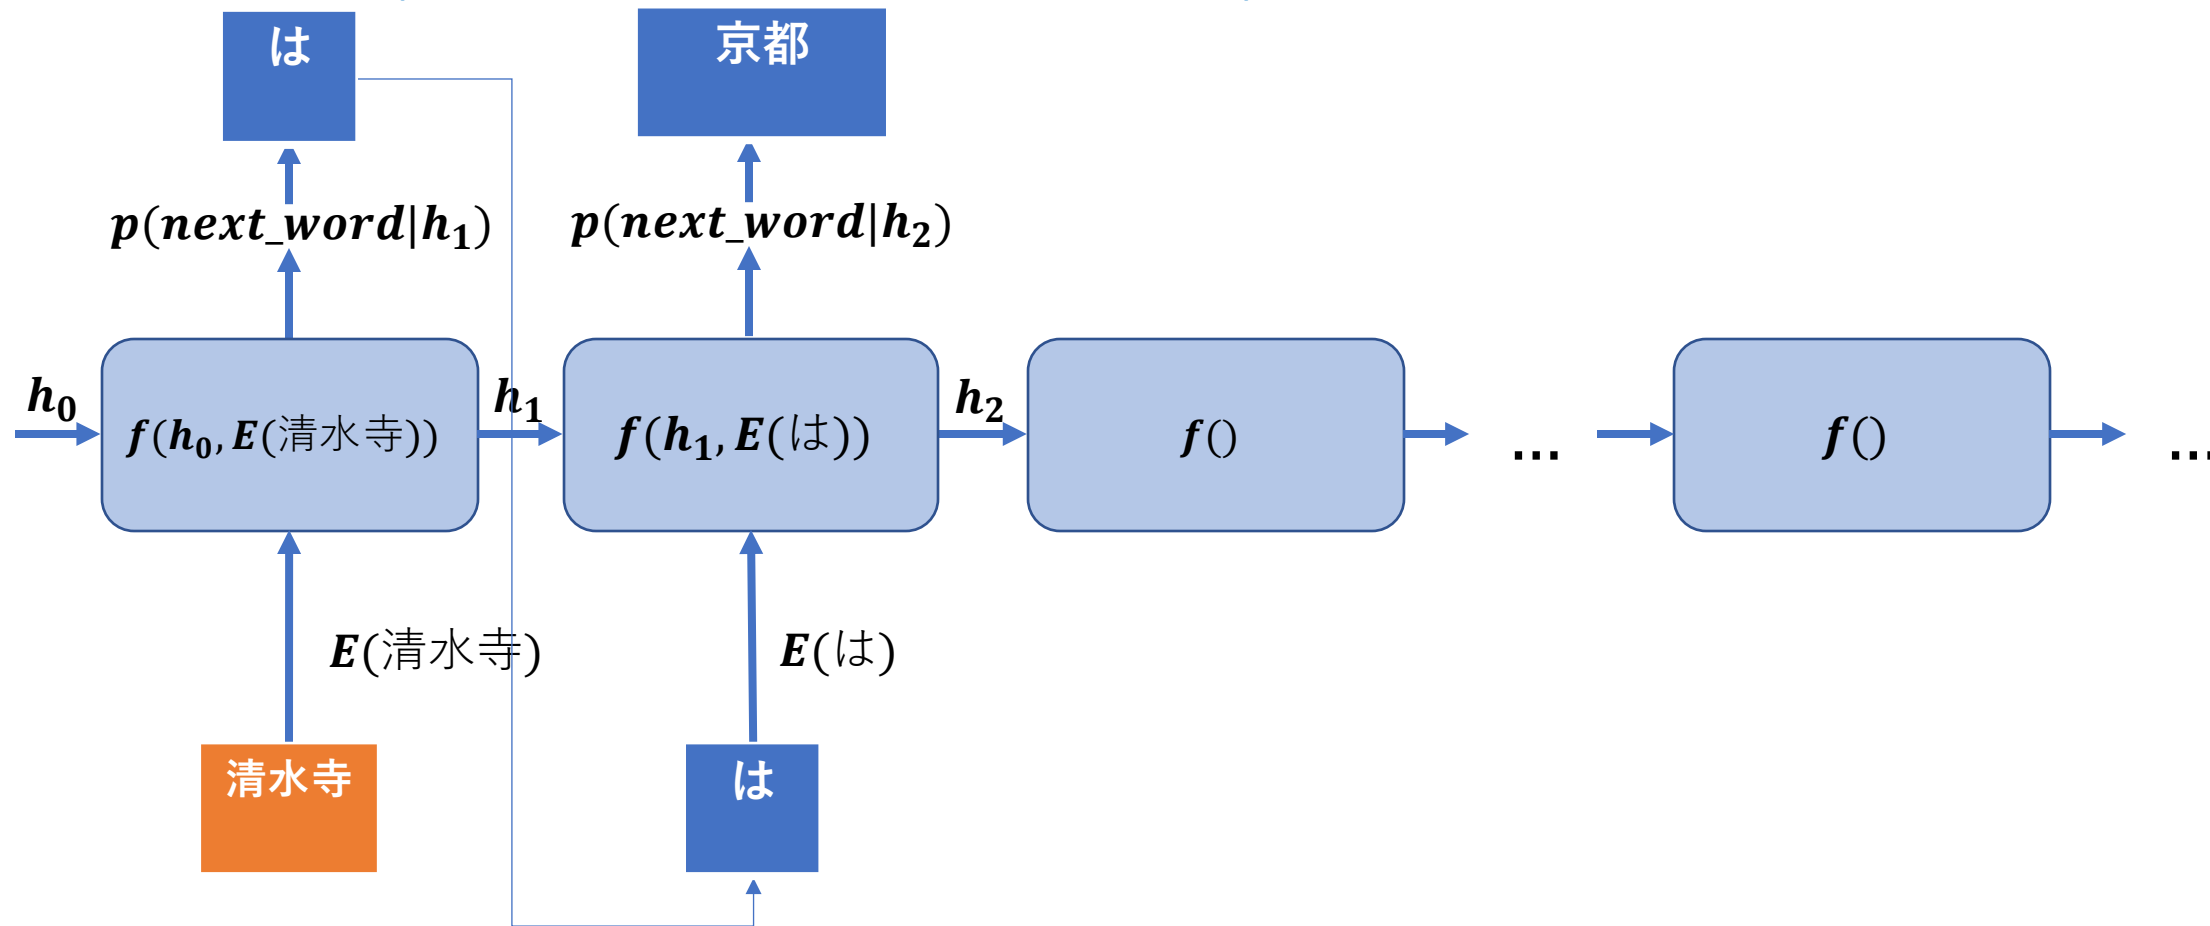 は
京都
p(next_word|h₁)
p(next_word|h₂)
h₀
f(h₀, E(清水寺))
h₁
f(h₁, E(は))
h₂
f()
...
f()
...
E(清水寺)
E(は)
清水寺
は